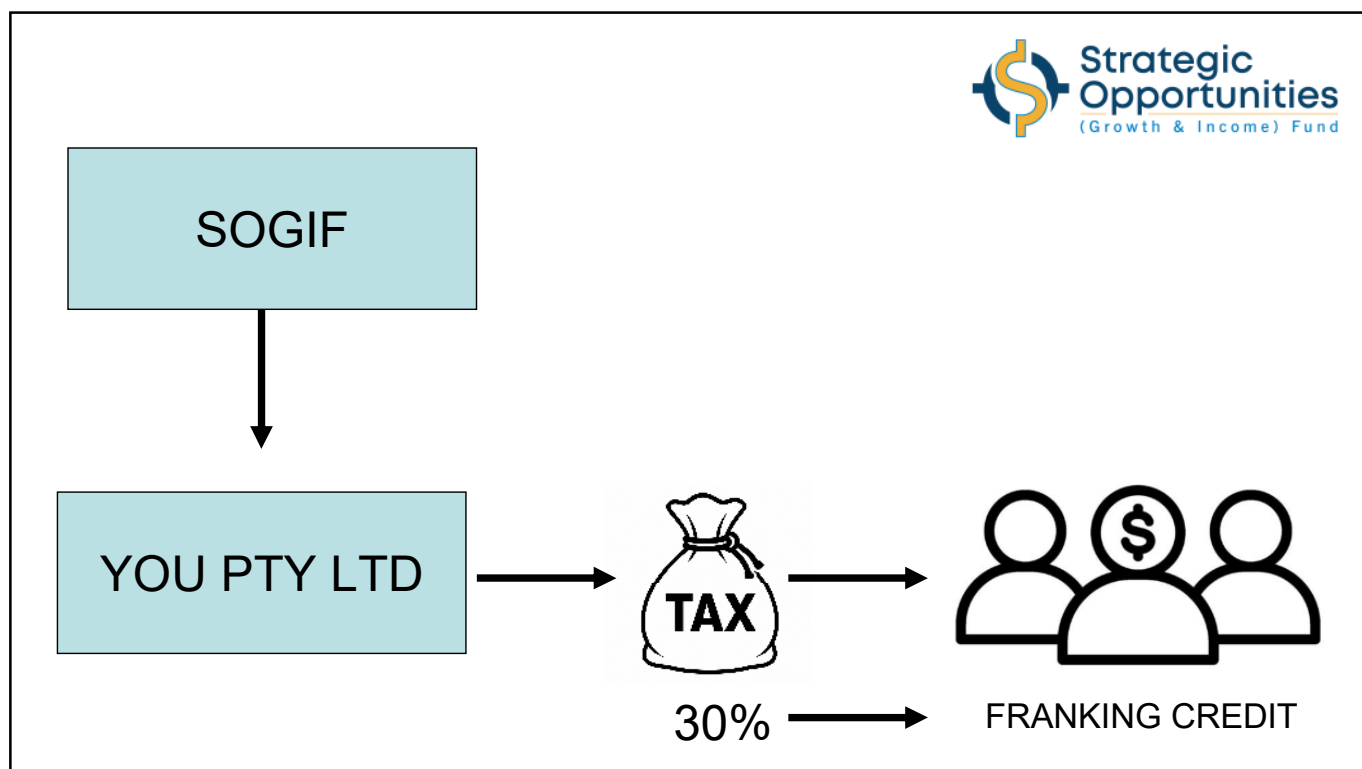 Strategic
Opportunities
(Growth & Income) Fund
SOGIF
YOU PTY LTD
TAX
30%
FRANKING CREDIT